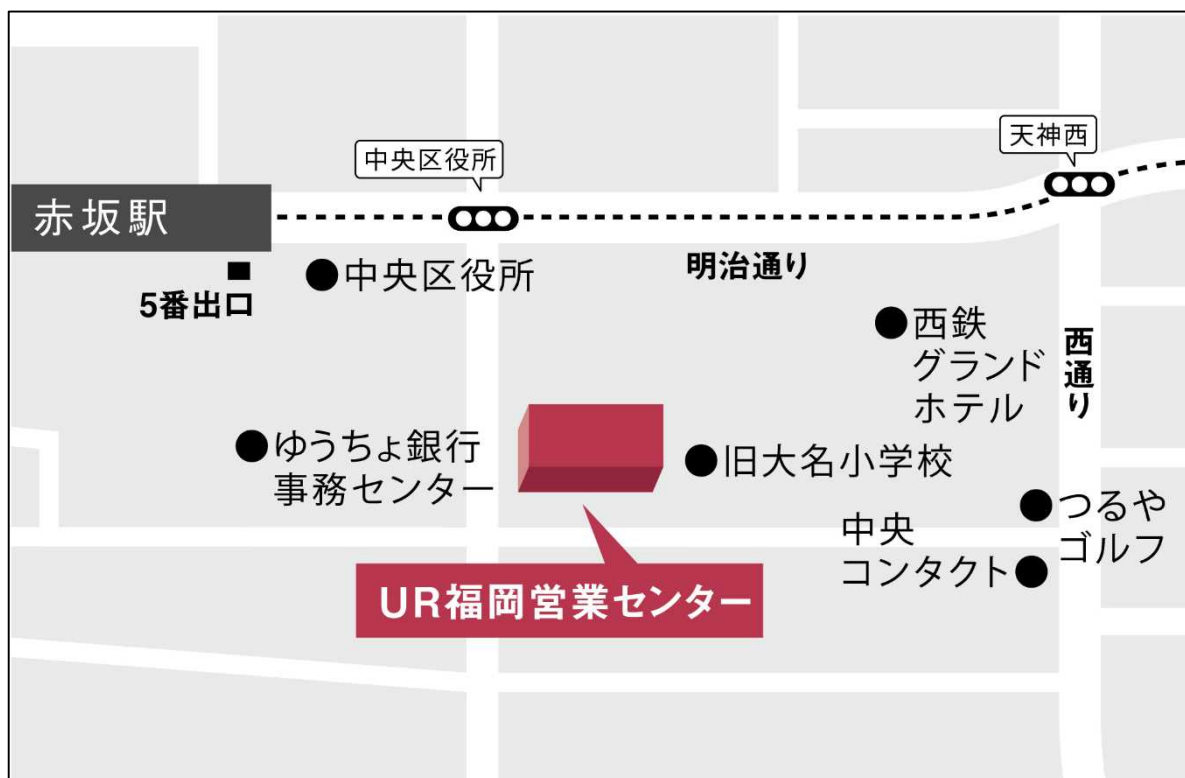 中央区役所
天神西
赤坂駅
5番出口
中央区役所
明治通り
西鉄
グランド
ホテル
西通り
ゆうちょ銀行
事務センター
旧大名小学校
つるや
ゴルフ
中央
コンタクト
UR福岡営業センター